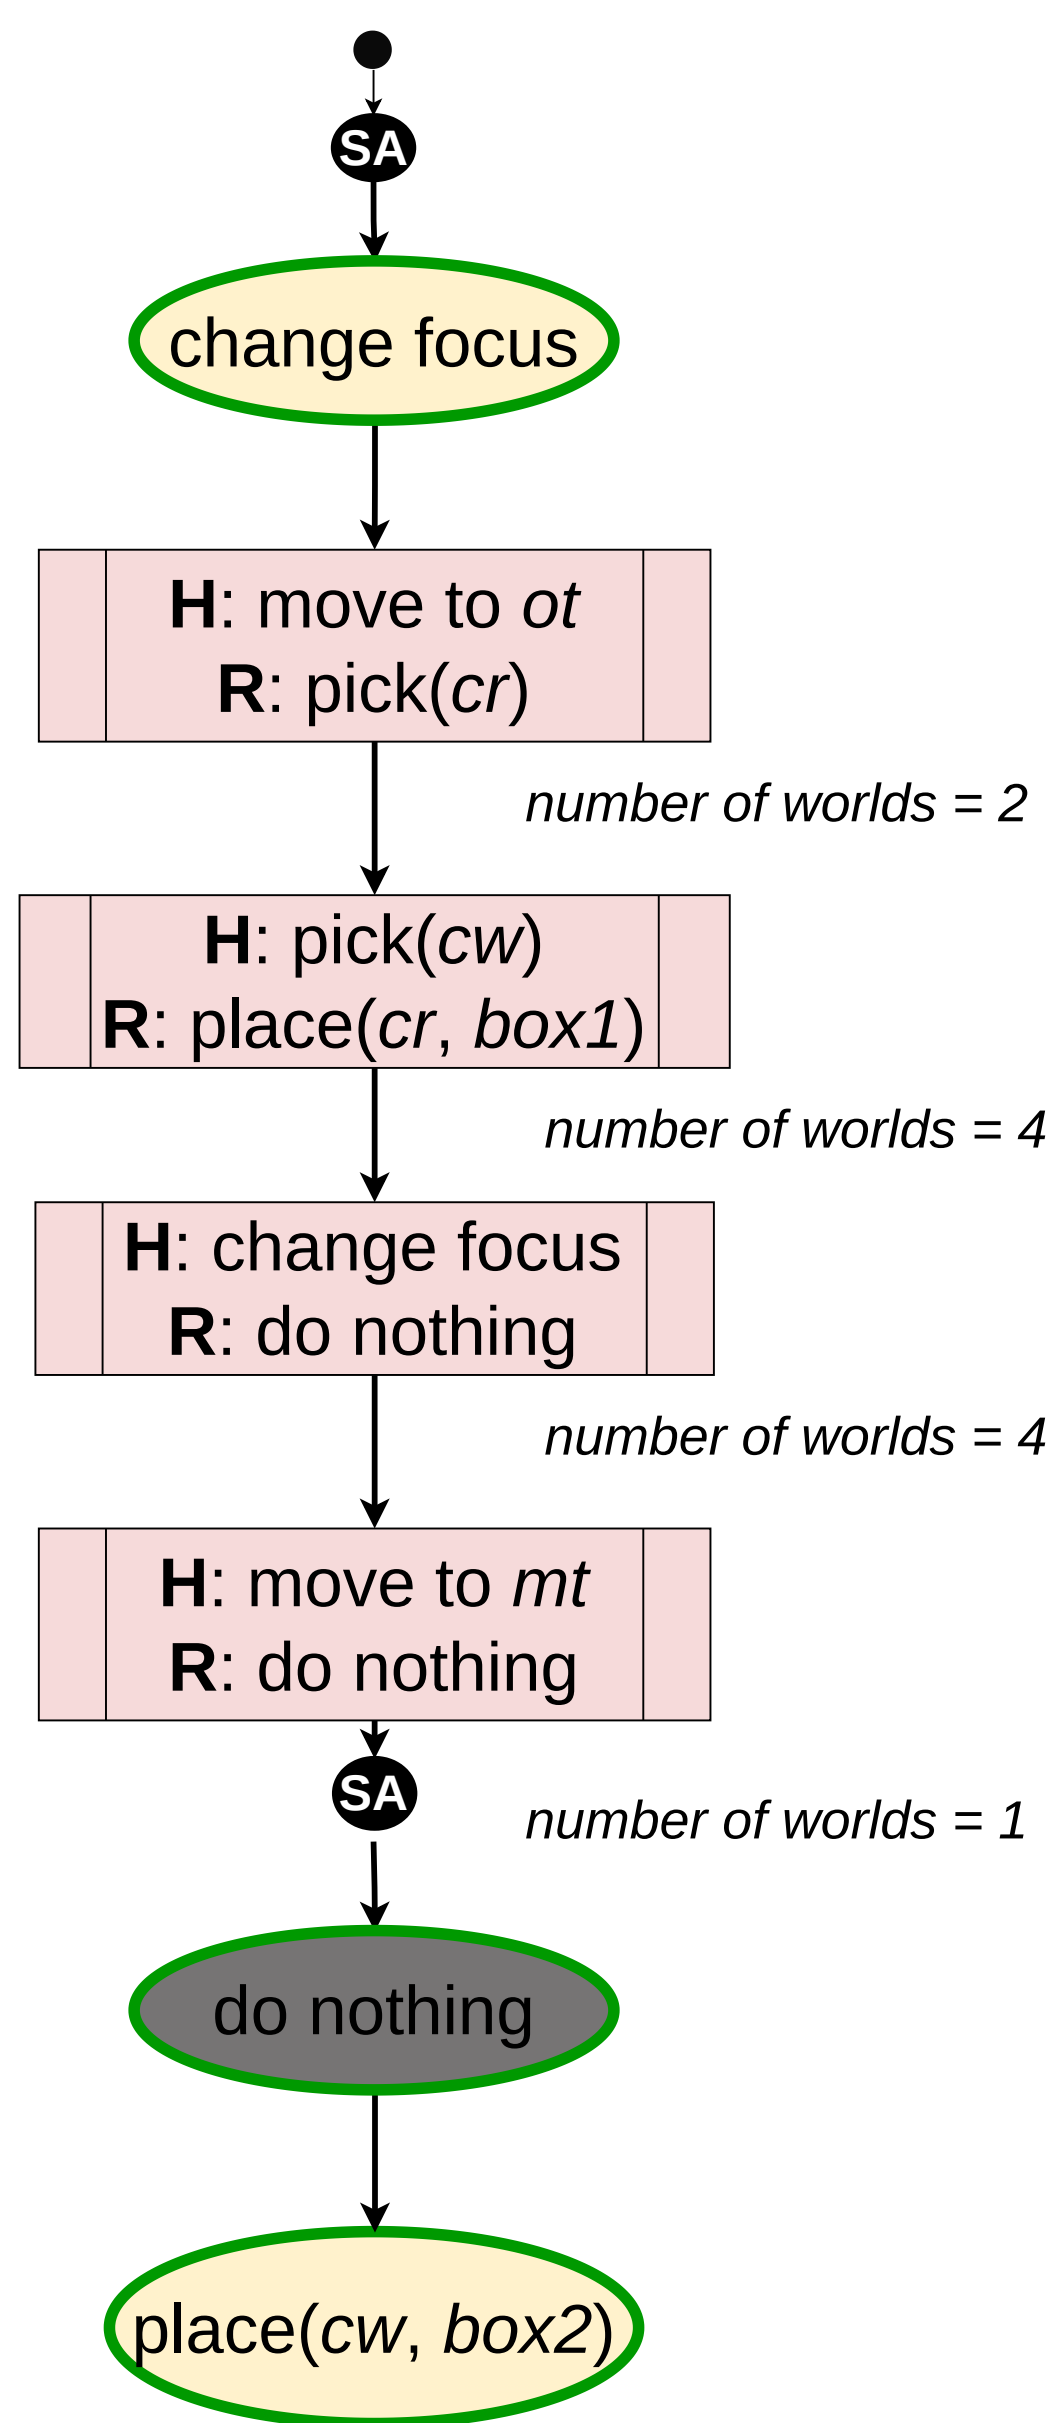 SA
change focus
H: move to ot
R: pick(cr)
number of worlds = 2
H: pick(cw)
R: place(cr, box1)
number of worlds = 4
H: change focus
R: do nothing
number of worlds = 4
H: move to mt
R: do nothing
SA
number of worlds = 1
do nothing
place(cw, box2)